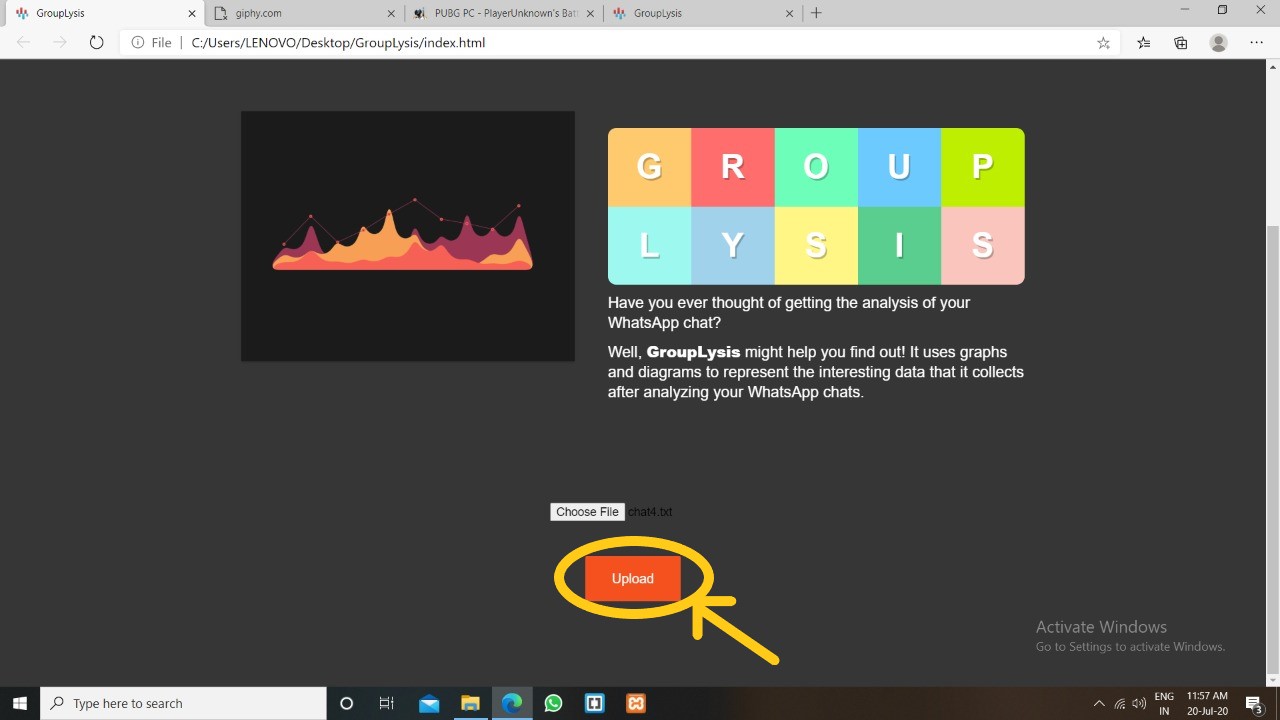 GroupLysis
giphy.com
PUBG PC - PlayerUnknown's Bat
GroupLysis
File
C:/Users/LENOVO/Desktop/GroupLysis/index.html
G R O U P
L Y S I S
Have you ever thought of getting the analysis of your
WhatsApp chat?
Well, GroupLysis might help you find out! It uses graphs
and diagrams to represent the interesting data that it collects
after analyzing your WhatsApp chats.
Choose File chat4.txt
Upload
Activate Windows
Go to Settings to activate Windows.
Type here to search
ENG
IN
11:57 AM
20-Jul-20
3